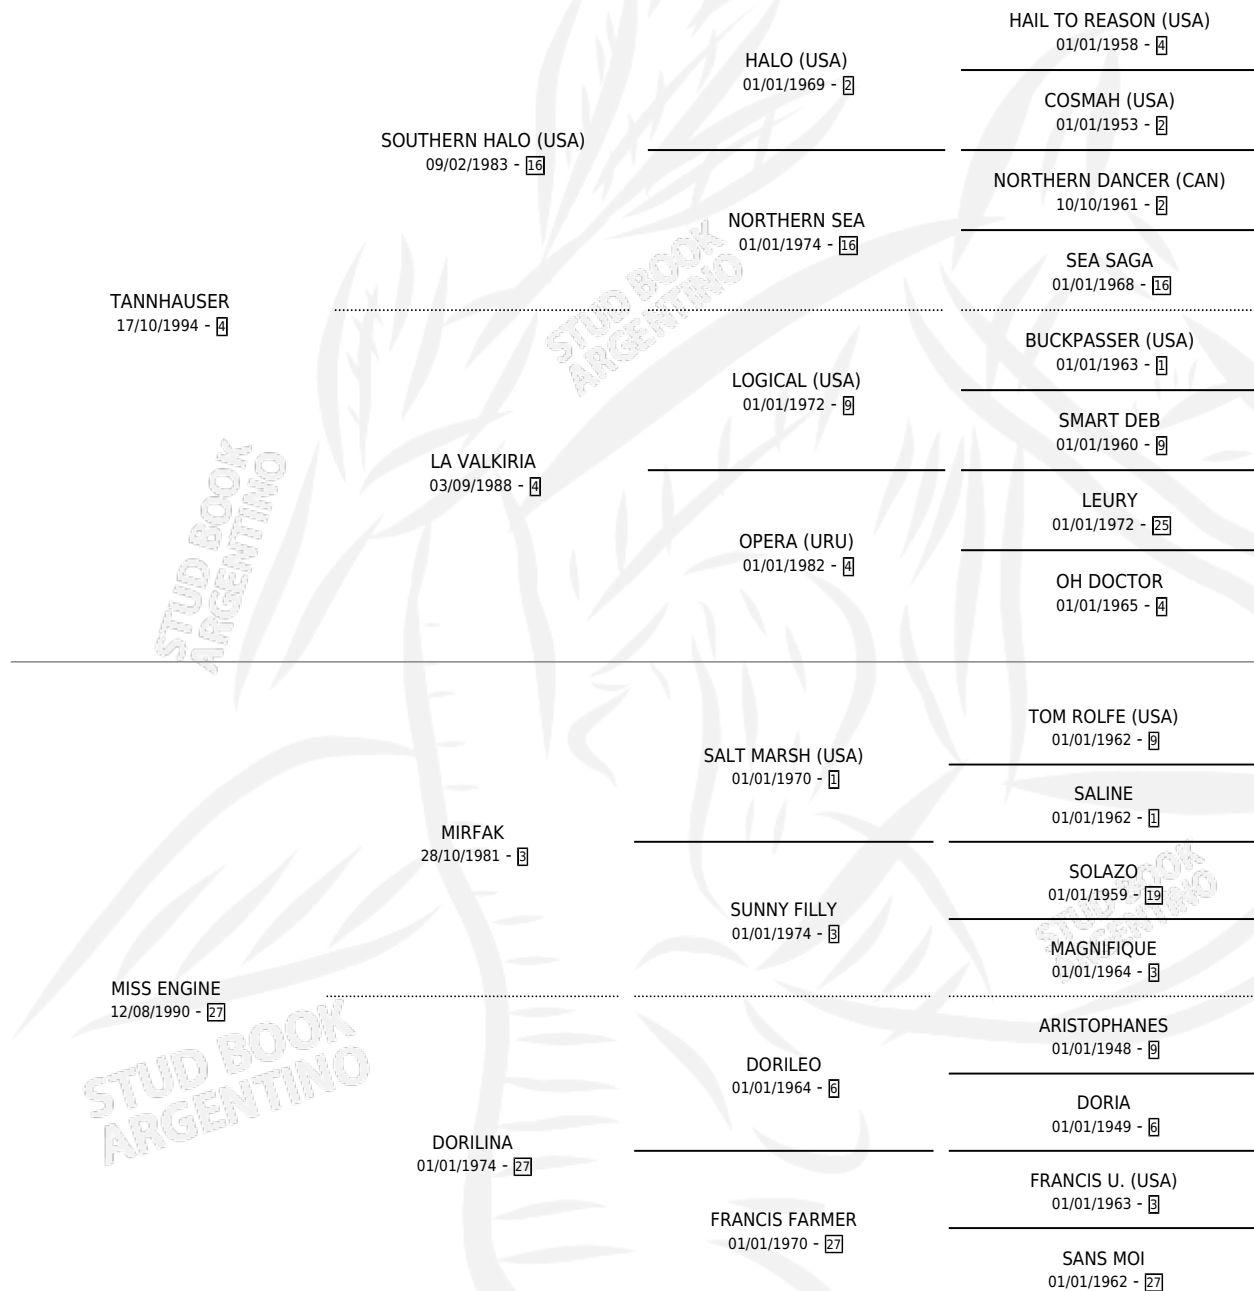 HAIL TO REASON (USA)
01/01/1958 - 4
HALO (USA)
01/01/1969 - 2
COSMAH (USA)
01/01/1953 - 2
SOUTHERN HALO (USA)
09/02/1983 - 16
NORTHERN DANCER (CAN)
10/10/1961 - 2
NORTHERN SEA
01/01/1974 - 16
SEA SAGA
01/01/1968 - 16
TANNHAUSER
17/10/1994 - 4
BUCKPASSER (USA)
01/01/1963 - 1
LOGICAL (USA)
01/01/1972 - 9
SMART DEB
01/01/1960 - 9
LA VALKIRIA
03/09/1988 - 4
LEURY
01/01/1972 - 25
OPERA (URU)
01/01/1982 - 4
OH DOCTOR
01/01/1965 - 4
TOM ROLFE (USA)
01/01/1962 - 9
SALT MARSH (USA)
01/01/1970 - 1
SALINE
01/01/1962 - 1
MIRFAK
28/10/1981 - 3
SOLAZO
01/01/1959 - 19
SUNNY FILLY
01/01/1974 - 3
MAGNIFIQUE
01/01/1964 - 3
MISS ENGINE
12/08/1990 - 27
ARISTOPHANES
01/01/1948 - 9
DORILEO
01/01/1964 - 6
DORIA
01/01/1949 - 6
DORILINA
01/01/1974 - 27
FRANCIS U. (USA)
01/01/1963 - 3
FRANCIS FARMER
01/01/1970 - 27
SANS MOI
01/01/1962 - 27
STUD BOOK
ARGENTINO
STUD BOOK
ARGENTINO
STUD BOOK
ARGENTINO
STUD BOOK
ARGENTINO